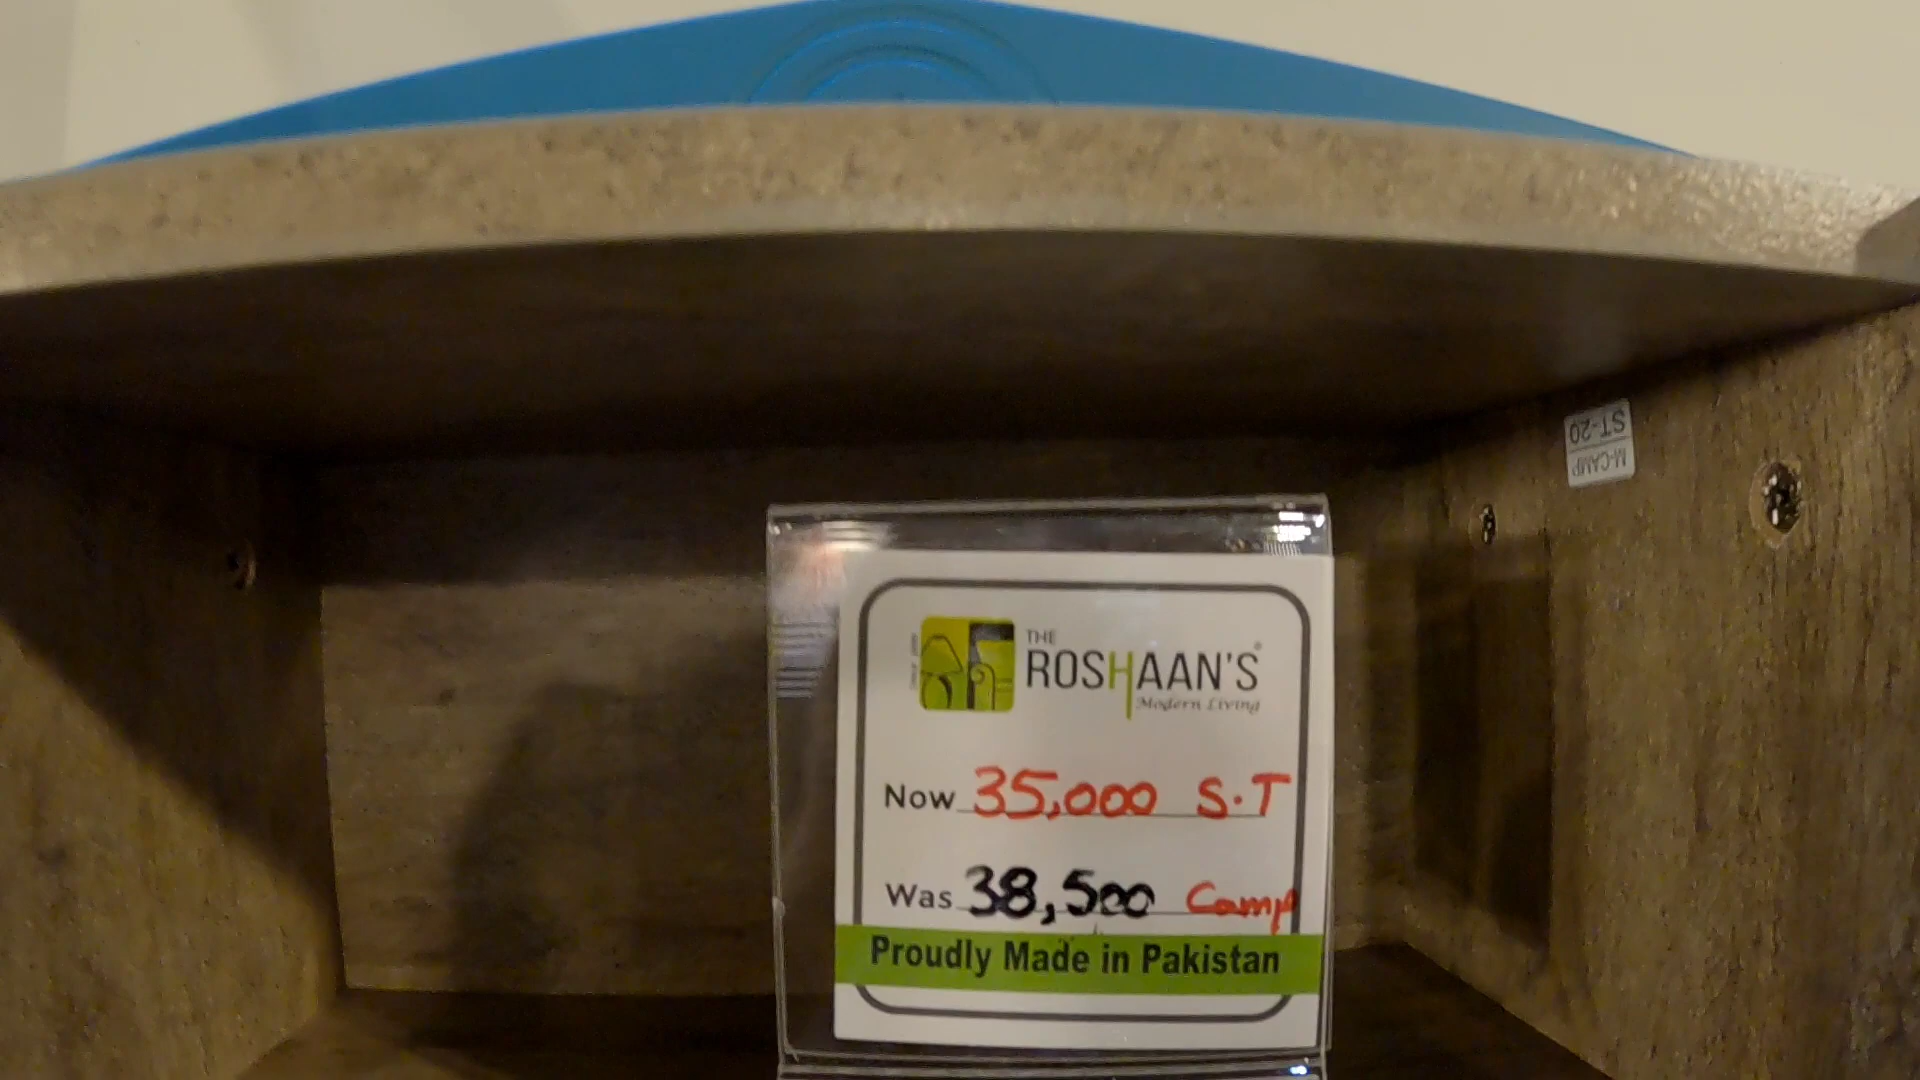 M-CAMP
ST-20
THE
ROSHAAN'S
Modern Living
Now 35,000 S.T
Was 38,500 Camp
Proudly Made in Pakistan